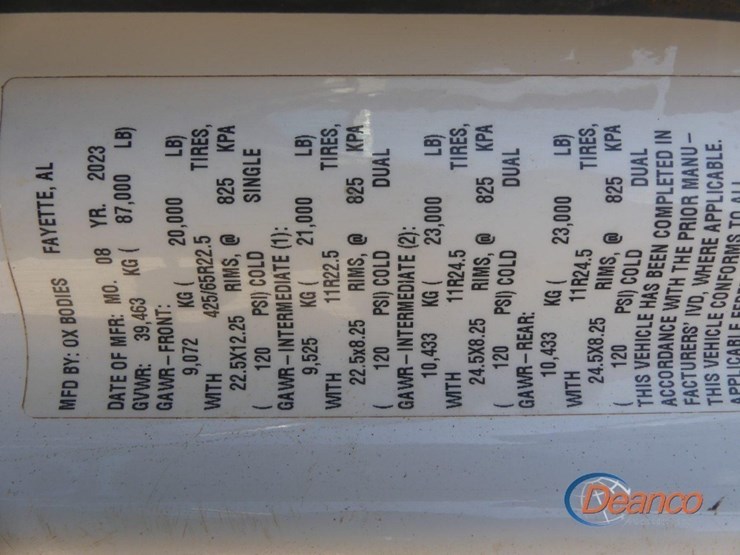 MFD BY: OX BODIES FAYETTE, AL
DATE OF MFR: MO. 08 YR. 2023
GVWR: 39,463 KG ( 87,000 LB)
GAWR-FRONT:
9,072 KG ( 20,000 LB)
WITH 425/65R22.5 TIRES,
22.5X12.25 RIMS, @ 825 KPA
( 120 PSI) COLD SINGLE
GAWR-INTERMEDIATE (1):
9,525 KG ( 21,000 LB)
WITH 11R22.5 TIRES,
22.5x8.25 RIMS, @ 825 KPA
( 120 PSI) COLD DUAL
GAWR-INTERMEDIATE (2):
10,433 KG ( 23,000 LB)
WITH 11R24.5 TIRES,
24.5X8.25 RIMS, @ 825 KPA
( 120 PSI) COLD DUAL
GAWR-REAR:
10,433 KG ( 23,000 LB)
WITH 11R24.5 TIRES,
24.5X8.25 RIMS, @ 825 KPA
( 120 PSI) COLD DUAL
THIS VEHICLE HAS BEEN COMPLETED IN
ACCORDANCE WITH THE PRIOR MANU-
FACTURERS' IVD, WHERE APPLICABLE.
THIS VEHICLE CONFORMS TO ALL
APPLICABLE
Deanco